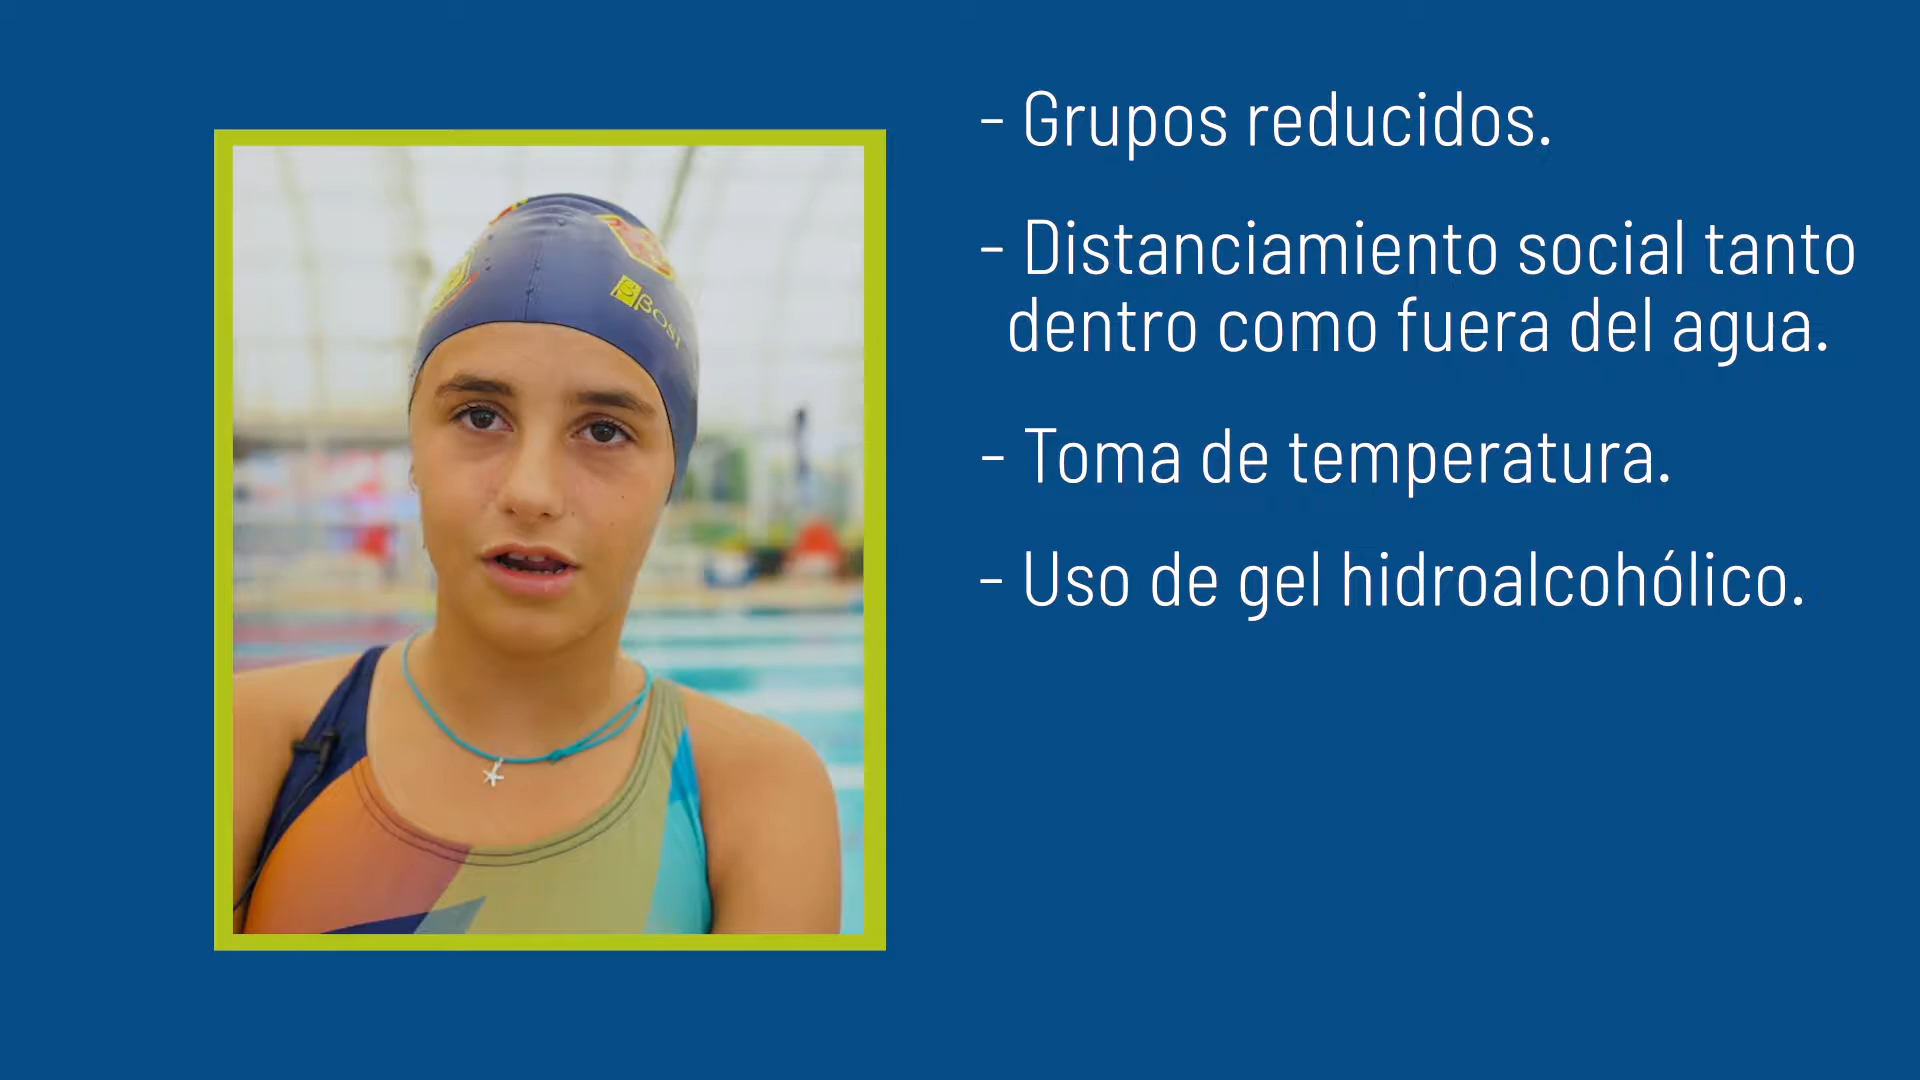 - Grupos reducidos.
- Distanciamiento social tanto
dentro como fuera del agua.
- Toma de temperatura.
- Uso de gel hidroalcohólico.